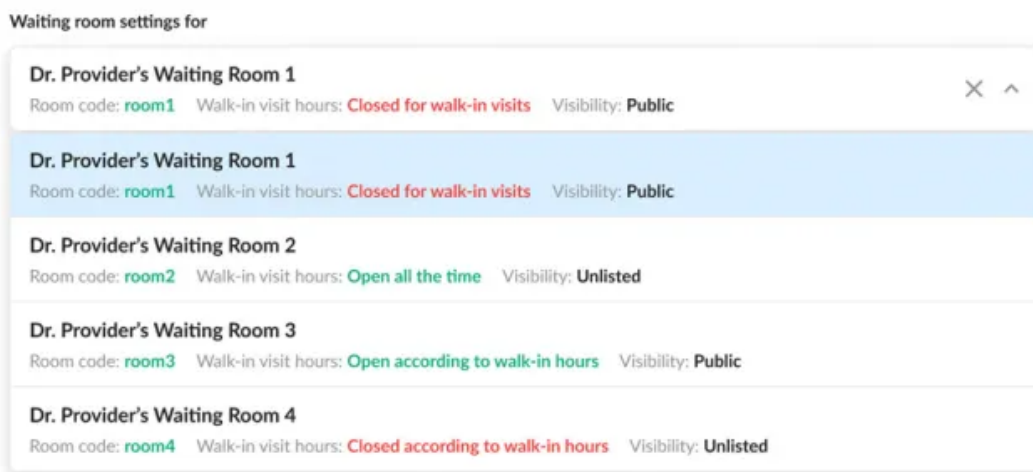 Waiting room settings for
Dr. Provider's Waiting Room 1
Room code: room1 Walk-in visit hours: Closed for walk-in visits Visibility: Public
Dr. Provider's Waiting Room 1
Room code: room1 Walk-in visit hours: Closed for walk-in visits Visibility: Public
Dr. Provider's Waiting Room 2
Room code: room2 Walk-in visit hours: Open all the time Visibility: Unlisted
Dr. Provider's Waiting Room 3
Room code: room3 Walk-in visit hours: Open according to walk-in hours Visibility: Public
Dr. Provider's Waiting Room 4
Room code: room4 Walk-in visit hours: Closed according to walk-in hours Visibility: Unlisted